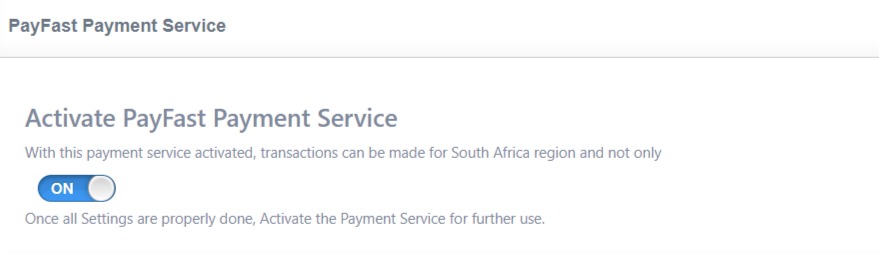 PayFast Payment Service
Activate PayFast Payment Service
With this payment service activated, transactions can be made for South Africa region and not only
ON
Once all Settings are properly done, Activate the Payment Service for further use.